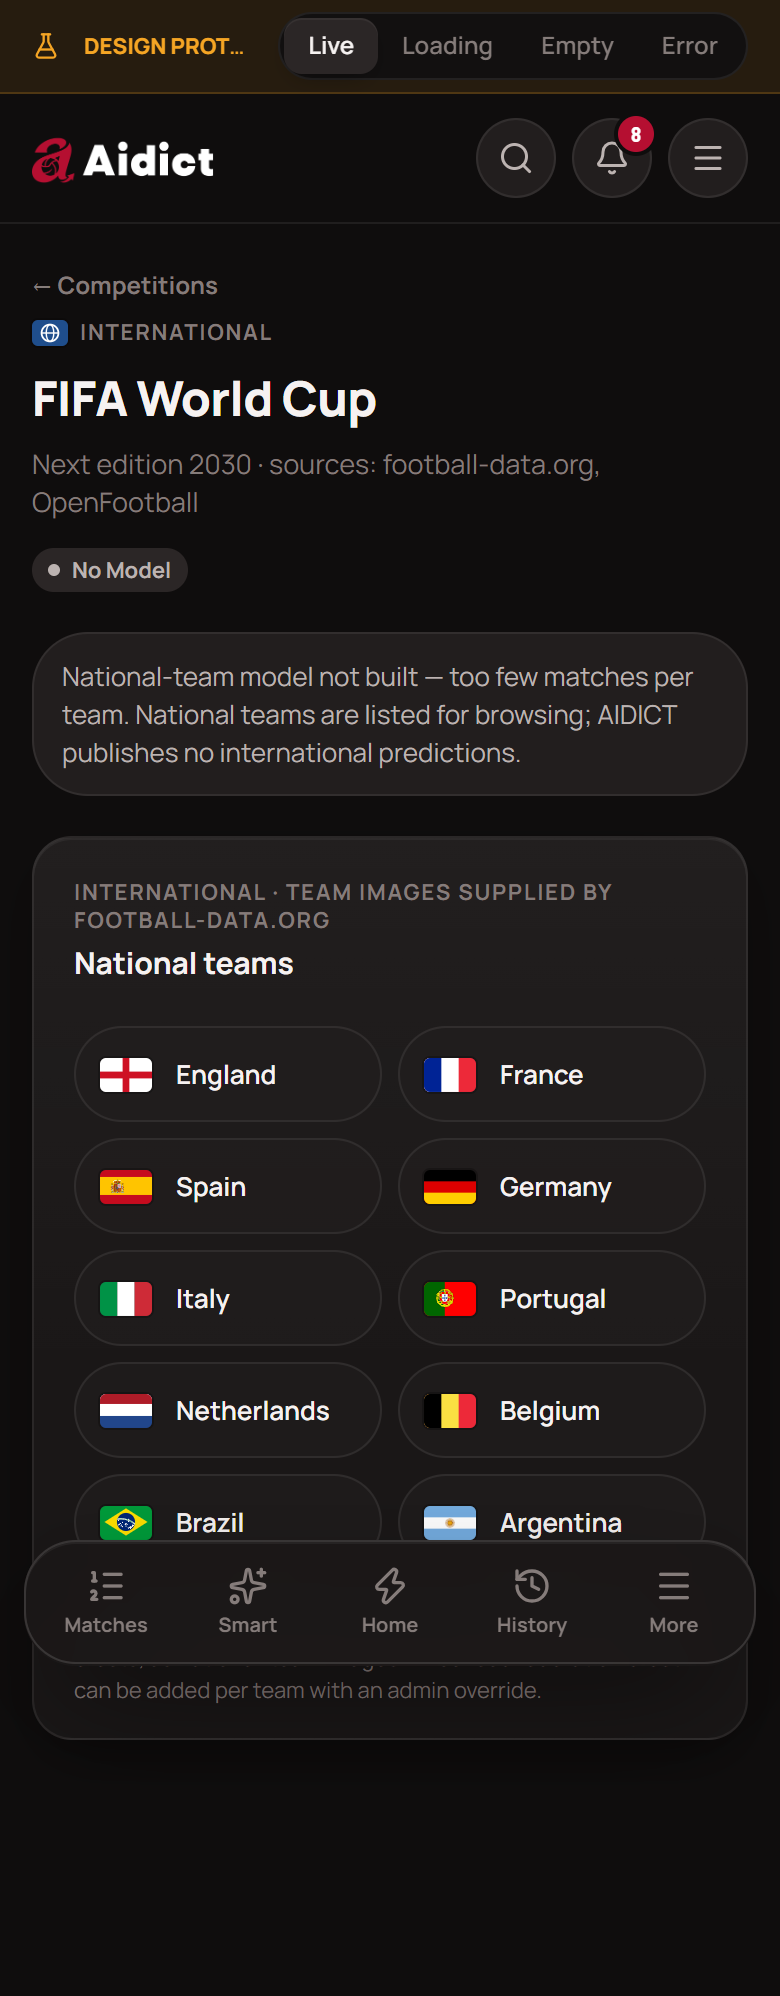 DESIGN PROT…
Live
Loading
Empty
Error
Aidict
8
← Competitions
INTERNATIONAL
FIFA World Cup
Next edition 2030 · sources: football-data.org,
OpenFootball
No Model
National-team model not built — too few matches per
team. National teams are listed for browsing; AIDICT
publishes no international predictions.
INTERNATIONAL · TEAM IMAGES SUPPLIED BY
FOOTBALL-DATA.ORG
National teams
England
France
Spain
Germany
Italy
Portugal
Netherlands
Belgium
Brazil
Argentina
Matches
Smart
Home
History
More
can be added per team with an admin override.